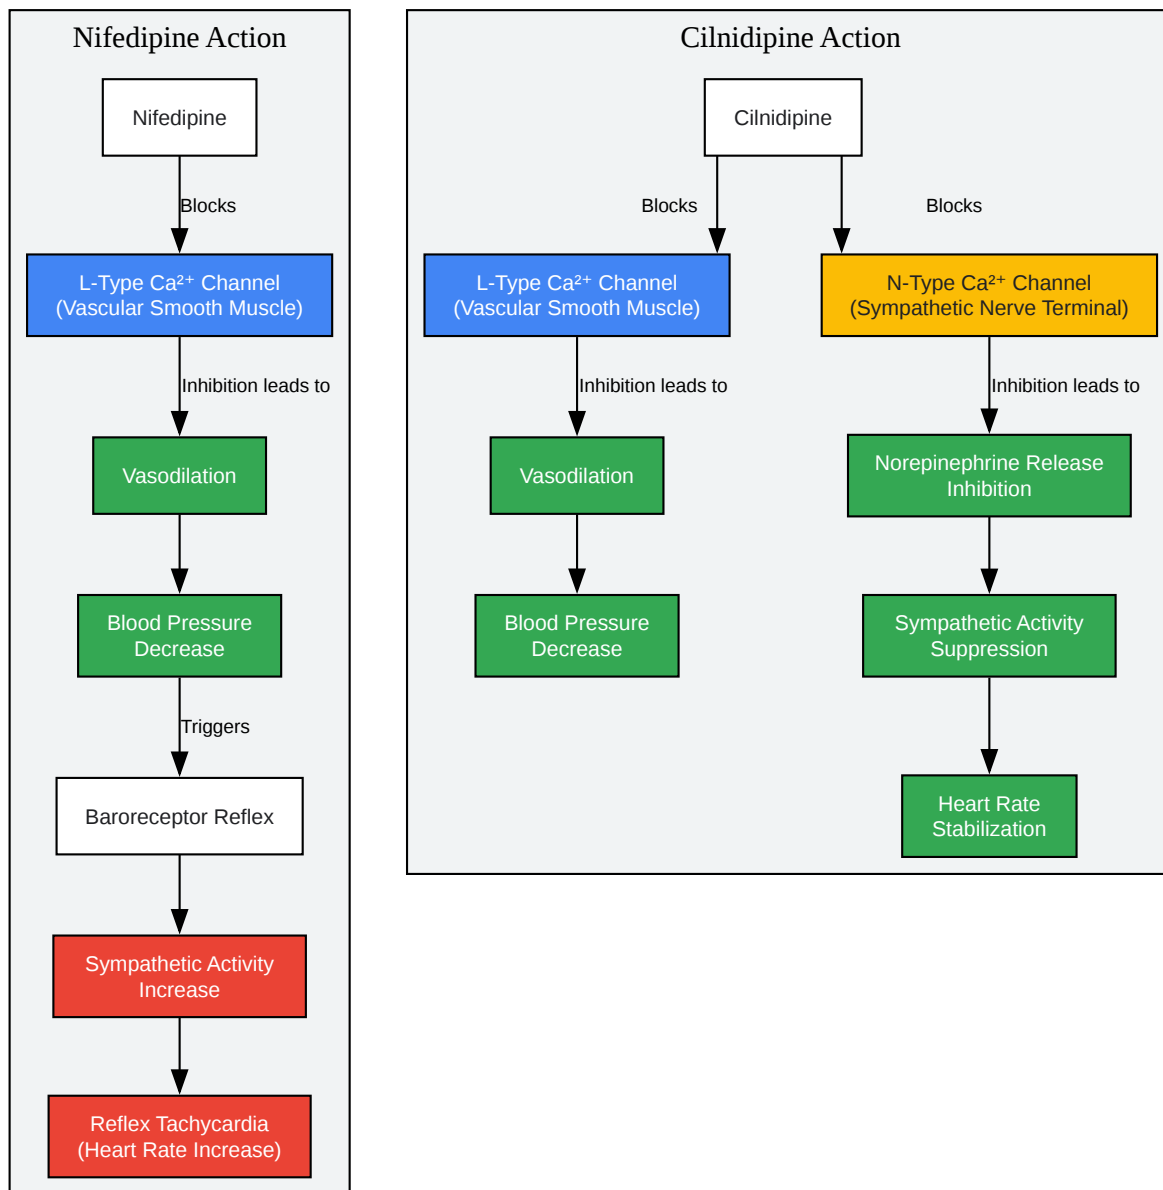 Nifedipine Action
Nifedipine
Blocks
L-Type Ca²⁺ Channel
(Vascular Smooth Muscle)
Inhibition leads to
Vasodilation
Blood Pressure
Decrease
Triggers
Baroreceptor Reflex
Sympathetic Activity
Increase
Reflex Tachycardia
(Heart Rate Increase)
Cilnidipine Action
Cilnidipine
Blocks
L-Type Ca²⁺ Channel
(Vascular Smooth Muscle)
Inhibition leads to
Vasodilation
Blood Pressure
Decrease
Blocks
N-Type Ca²⁺ Channel
(Sympathetic Nerve Terminal)
Inhibition leads to
Norepinephrine Release
Inhibition
Sympathetic Activity
Suppression
Heart Rate
Stabilization